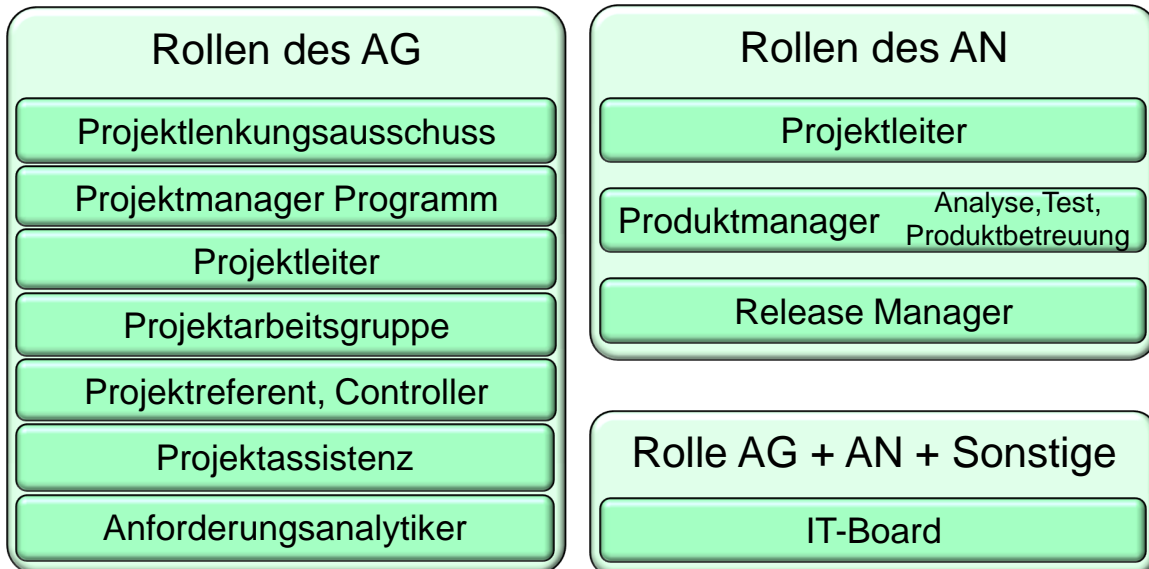 Rollen des AG
Projektlenkungsausschuss
Projektmanager Programm
Projektleiter
Projektarbeitsgruppe
Projektreferent, Controller
Projektassistenz
Anforderungsanalytiker
Rollen des AN
Projektleiter
Produktmanager
Analyse,Test,
Produktbetreuung
Release Manager
Rolle AG + AN + Sonstige
IT-Board